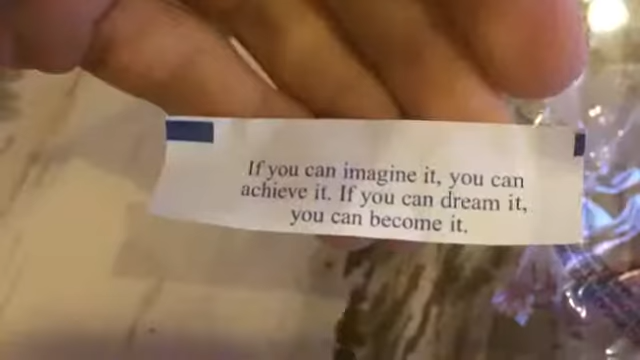 If you can imagine it, you can
achieve it. If you can dream it,
you can become it.